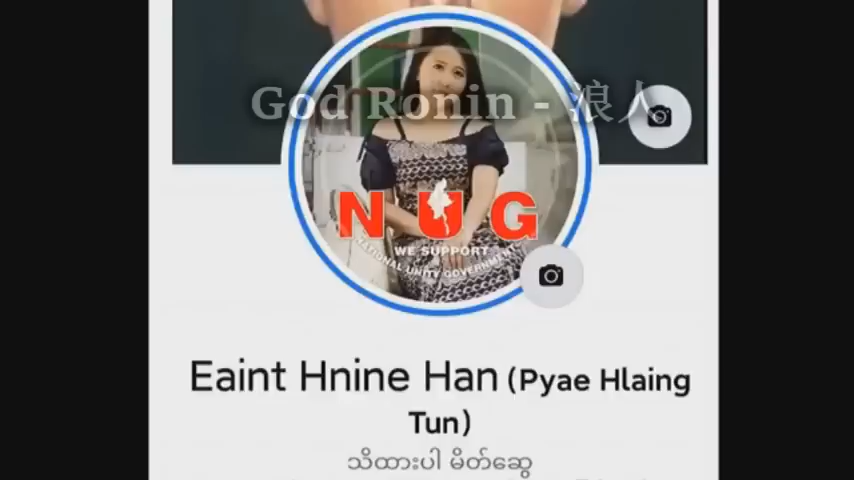 God Ronin - 浪人
NUG
WE SUPPORT
NATIONAL UNITY GOVERNMENT
Eaint Hnine Han (Pyae Hlaing
Tun)
သိထားပါ မိတ်ဆွေ